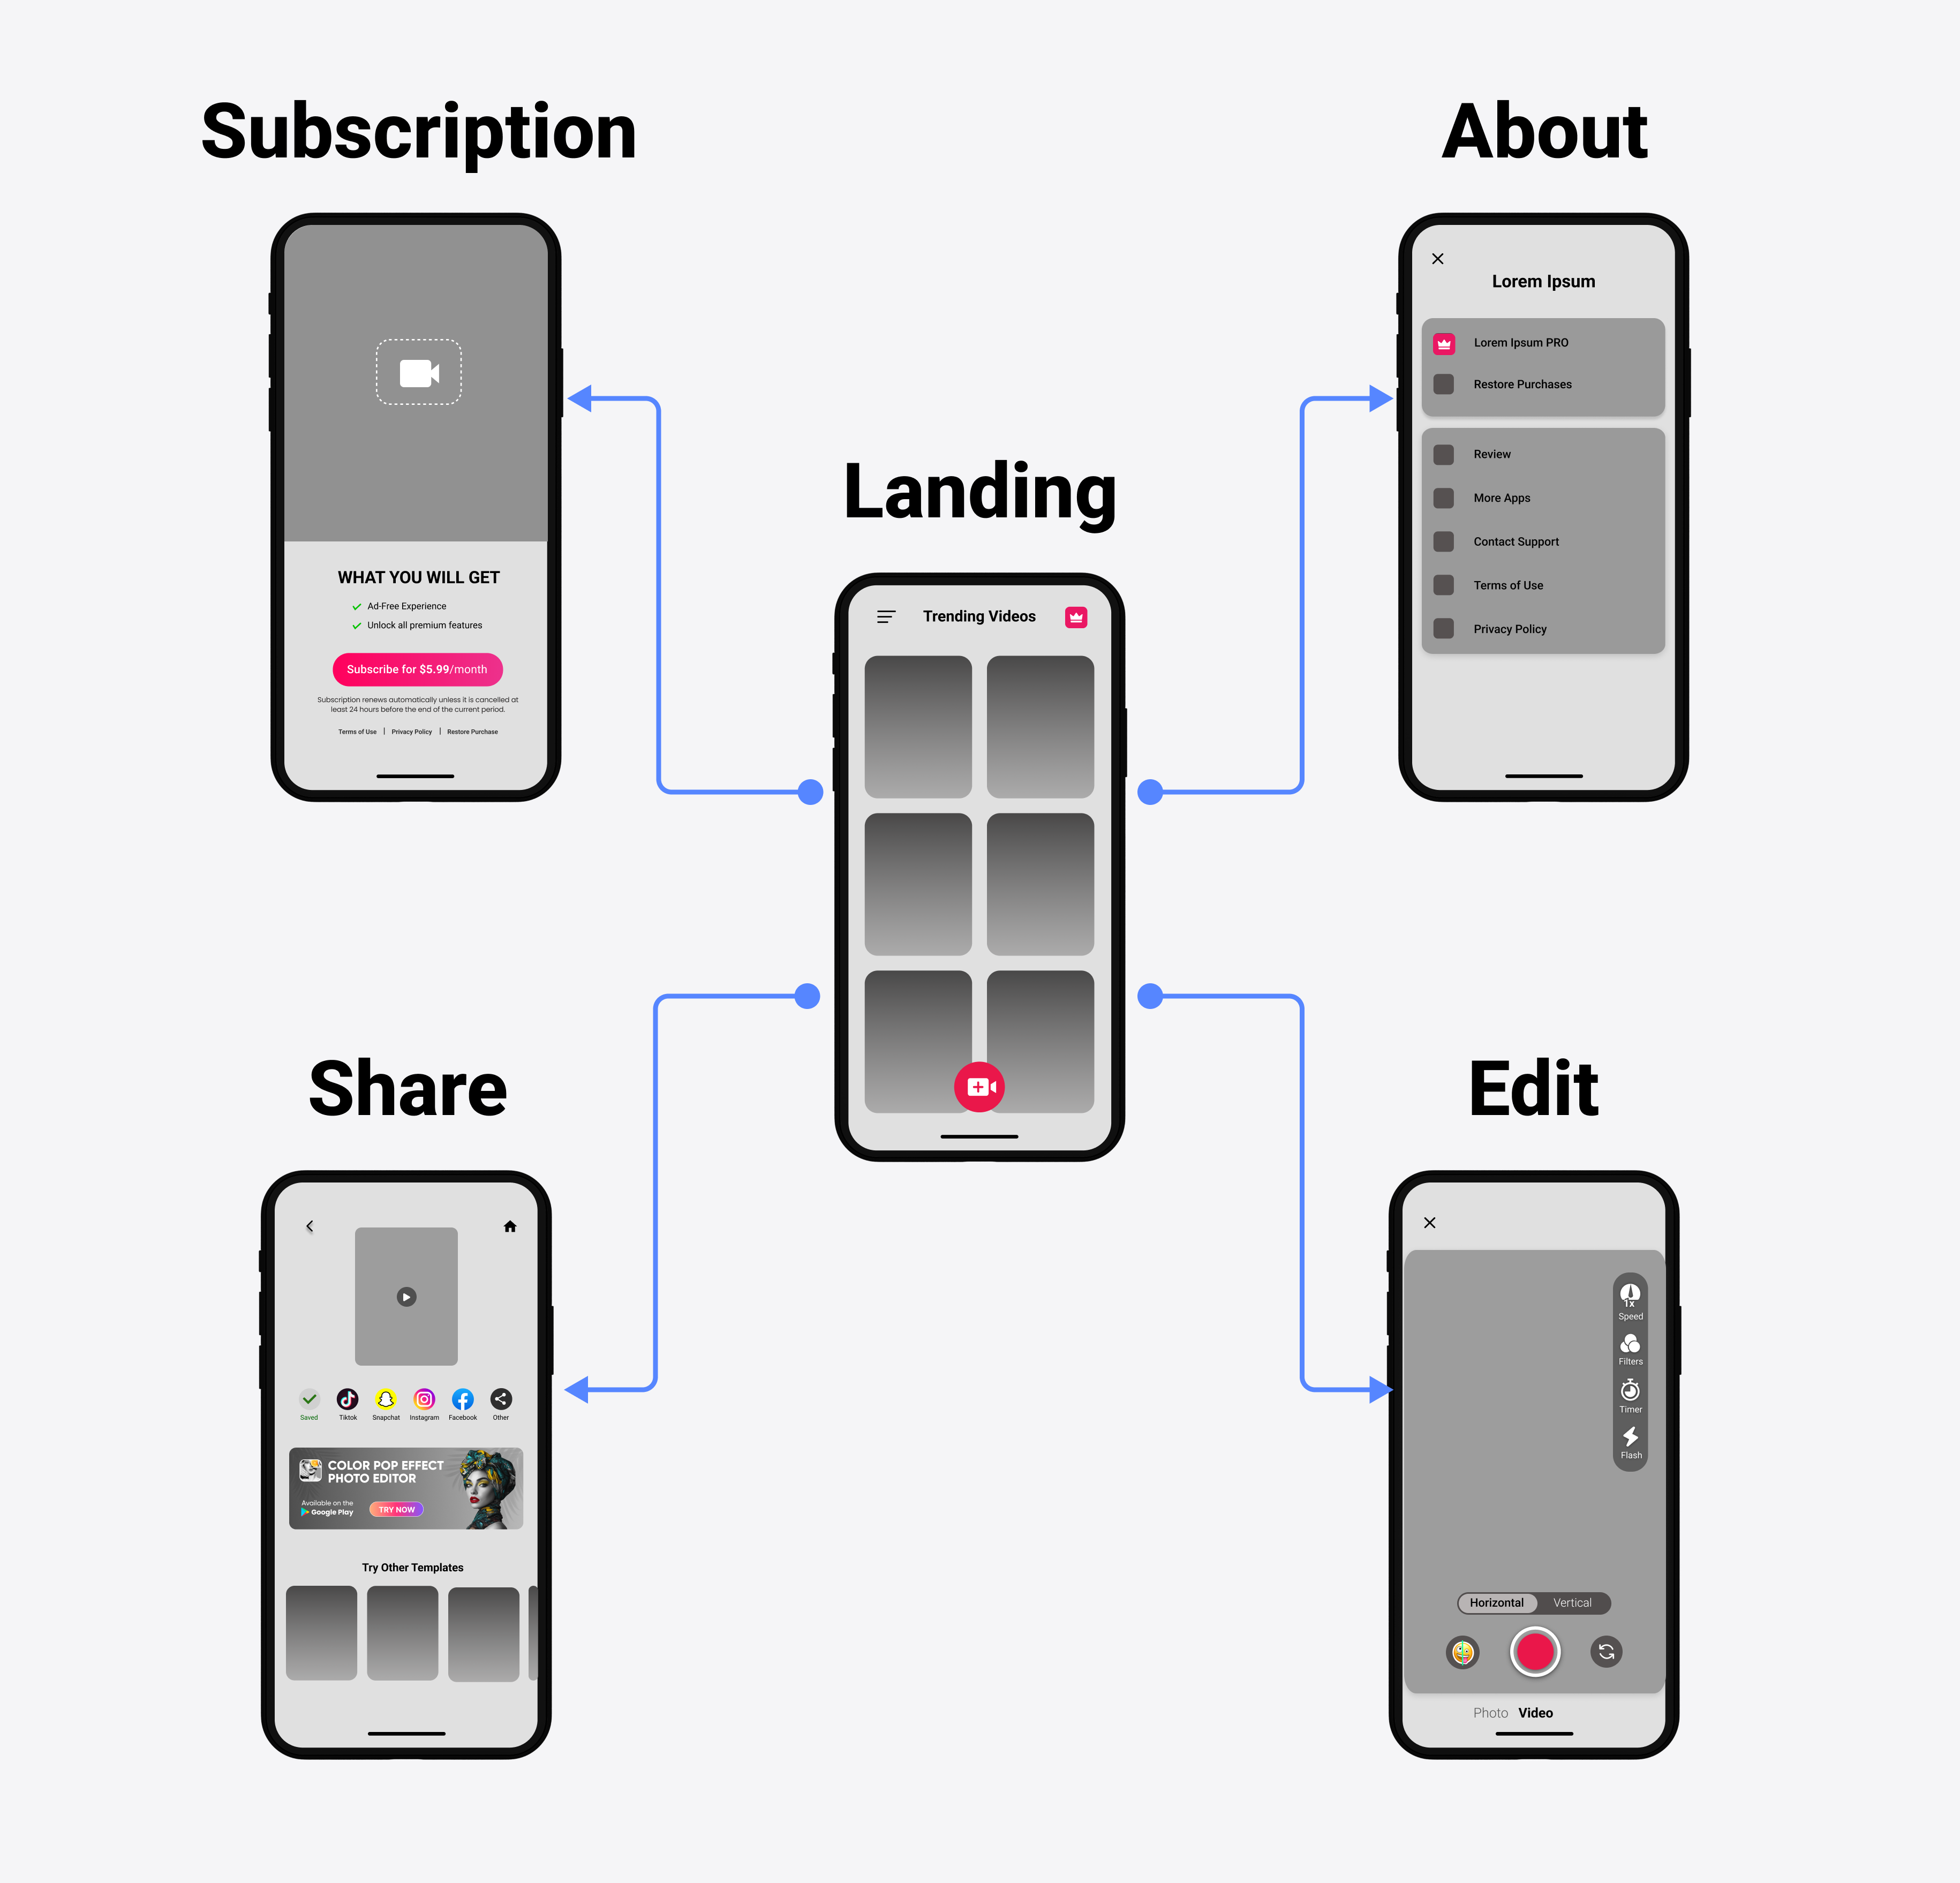 Subscription
WHAT YOU WILL GET
Ad-Free Experience
Unlock all premium features
Subscribe for $5.99/month
Subscription renews automatically unless it is cancelled at
least 24 hours before the end of the current period.
Terms of Use | Privacy Policy | Restore Purchase
About
Lorem Ipsum
Lorem Ipsum PRO
Restore Purchases
Review
More Apps
Contact Support
Terms of Use
Privacy Policy
Landing
Trending Videos
Share
Saved Tiktok Snapchat Instagram Facebook Other
COLOR POP EFFECT
PHOTO EDITOR
Available on the
Google Play
TRY NOW
Try Other Templates
Edit
1x
Speed
Filters
Timer
Flash
Horizontal Vertical
Photo Video